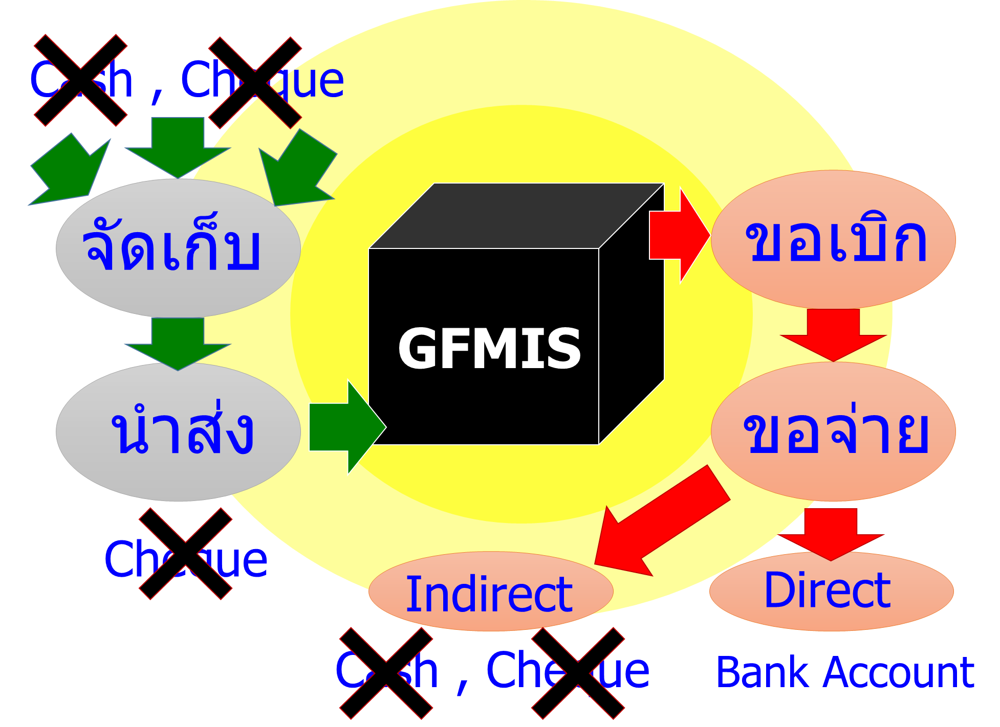 Cash , Cheque
จัดเก็บ
นำส่ง
Cheque
GFMIS
ขอเบิก
ขอจ่าย
Indirect
Direct
Cash , Cheque
Bank Account